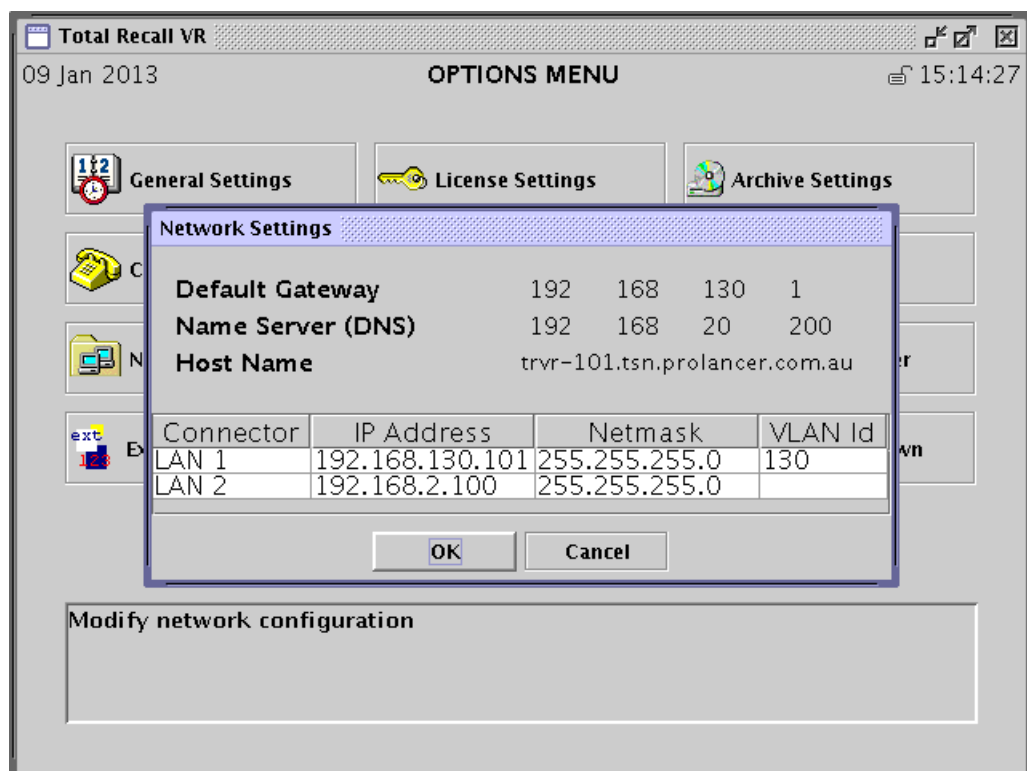 Total Recall VR
09 Jan 2013 OPTIONS MENU 15:14:27
General Settings License Settings Archive Settings
Network Settings
Default Gateway 192 168 130 1
Name Server (DNS) 192 168 20 200
Host Name trvr-101.tsn.prolancer.com.au
Connector IP Address Netmask VLAN Id
LAN 1 192.168.130.101 255.255.255.0 130
LAN 2 192.168.2.100 255.255.255.0
ext
123
OK Cancel
Modify network configuration